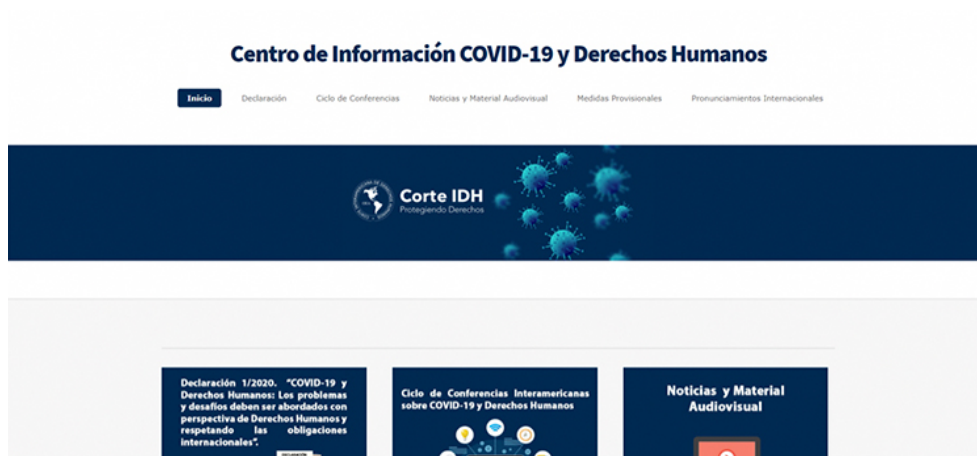 Centro de Información COVID-19 y Derechos Humanos
Inicio Declaración Ciclo de Conferencias Noticias y Material Audiovisual Medidas Provisionales Pronunciamientos Internacionales
Corte IDH
Protegiendo Derechos
Declaración 1/2020. "COVID-19 y
Derechos Humanos: Los problemas
y desafíos deben ser abordados con
perspectiva de Derechos Humanos y
respetando las obligaciones
internacionales".
Ciclo de Conferencias Interamericanas
sobre COVID-19 y Derechos Humanos
Noticias y Material
Audiovisual